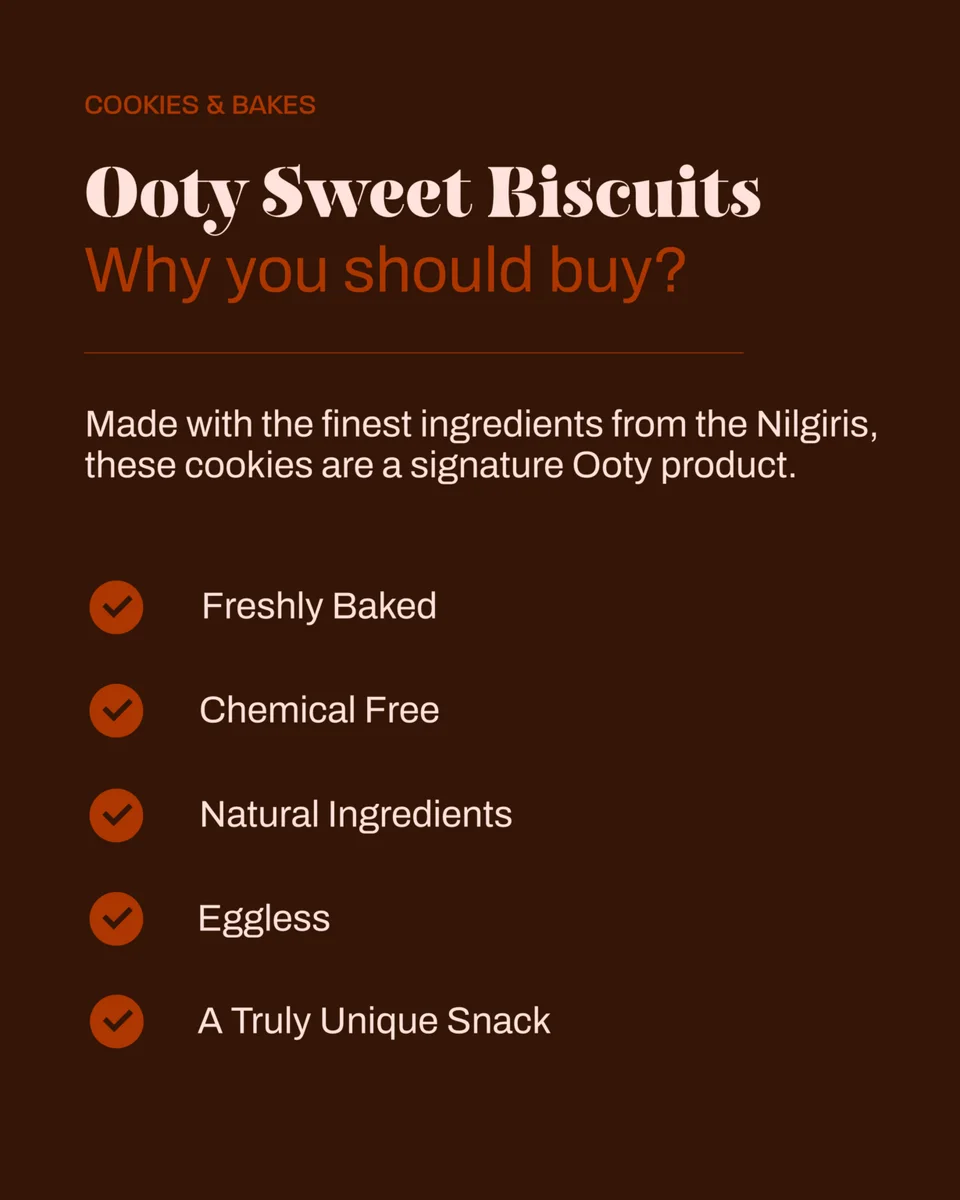 COOKIES & BAKES
Ooty Sweet Biscuits
Why you should buy?
Made with the finest ingredients from the Nilgiris,
these cookies are a signature Ooty product.
Freshly Baked
Chemical Free
Natural Ingredients
Eggless
A Truly Unique Snack